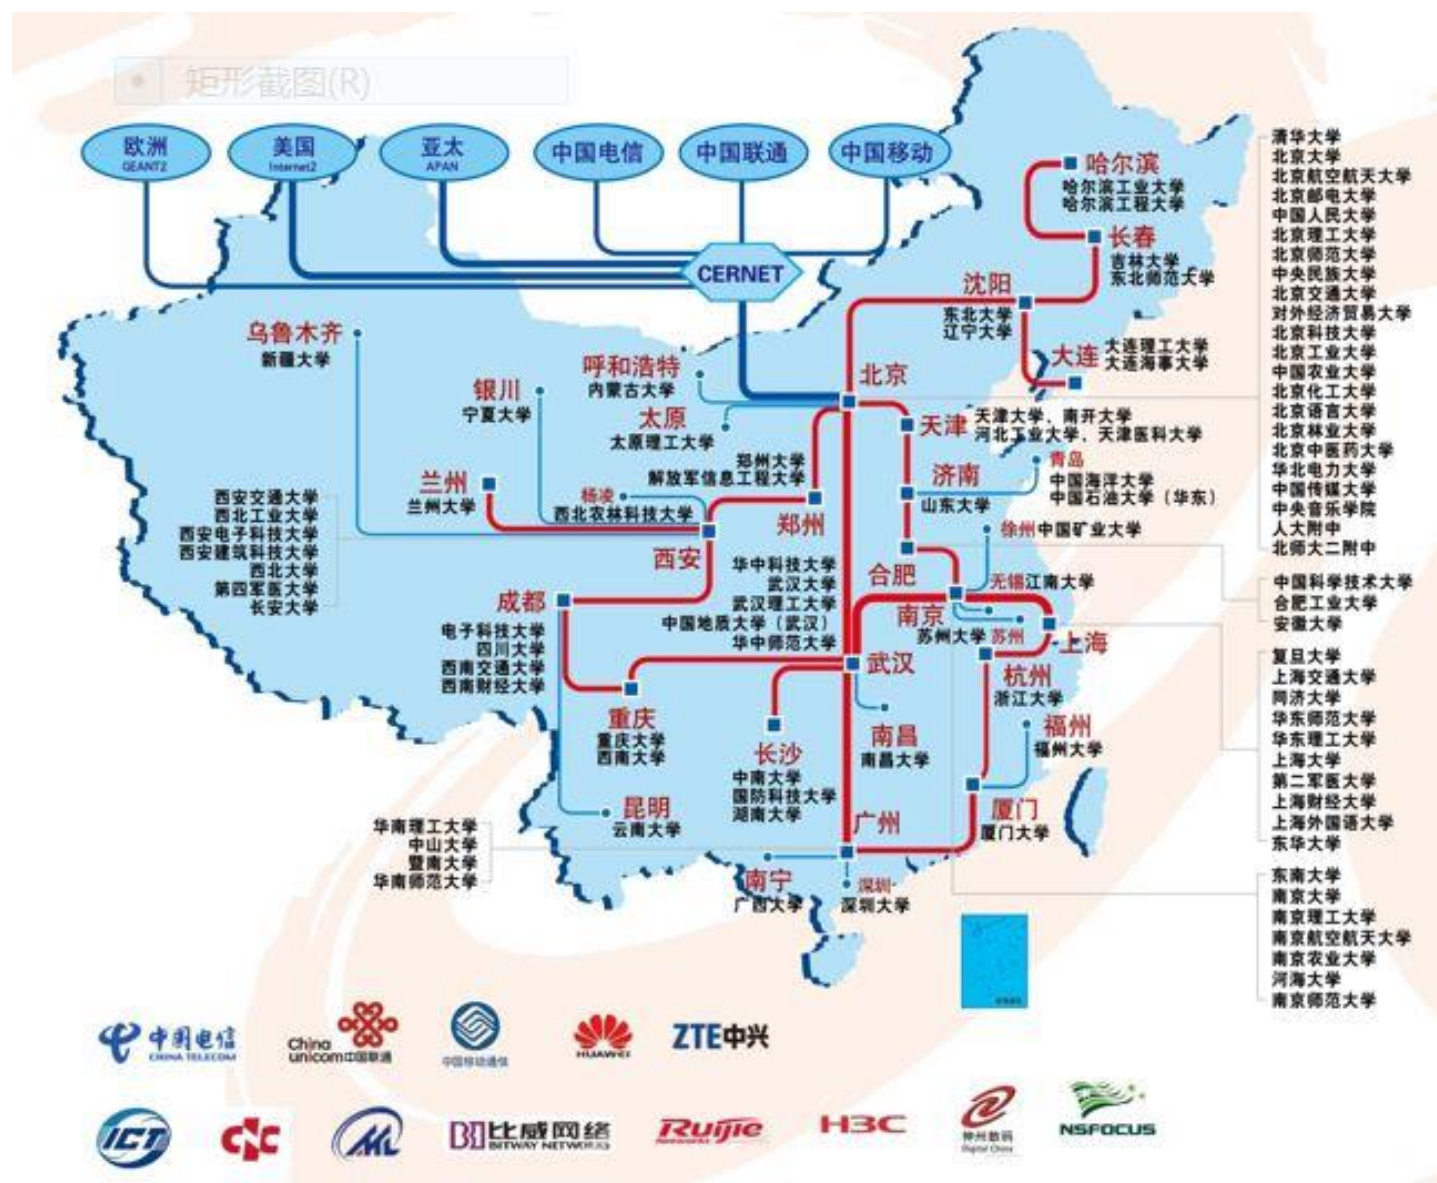 矩形截图(R)
欧洲
GEANT2
美国
Internet2
亚太
APAN
中国电信
中国联通
中国移动
CERNET
哈尔滨
哈尔滨工业大学
哈尔滨工程大学
长春
吉林大学
东北师范大学
沈阳
东北大学
辽宁大学
大连
大连理工大学
大连海事大学
乌鲁木齐
新疆大学
呼和浩特
内蒙古大学
北京
银川
宁夏大学
太原
太原理工大学
天津
天津大学、南开大学
河北工业大学、天津医科大学
郑州大学
解放军信息工程大学
郑州
济南
山东大学
青岛
中国海洋大学
中国石油大学（华东）
兰州
兰州大学
杨凌
西北农林科技大学
西安
西安交通大学
西北工业大学
西安电子科技大学
西安建筑科技大学
西北大学
第四军医大学
长安大学
徐州中国矿业大学
合肥
无锡江南大学
南京
苏州大学 苏州
上海
成都
电子科技大学
四川大学
西南交通大学
西南财经大学
华中科技大学
武汉大学
武汉理工大学
中国地质大学（武汉）
华中师范大学
武汉
杭州
浙江大学
重庆
重庆大学
西南大学
长沙
中南大学
国防科技大学
湖南大学
南昌
南昌大学
福州
福州大学
昆明
云南大学
厦门
厦门大学
广州
华南理工大学
中山大学
暨南大学
华南师范大学
南宁
广西大学
深圳
深圳大学
清华大学
北京大学
北京航空航天大学
北京邮电大学
中国人民大学
北京理工大学
北京师范大学
中央民族大学
北京交通大学
对外经济贸易大学
北京科技大学
北京工业大学
中国农业大学
北京化工大学
北京语言大学
北京林业大学
北京中医药大学
华北电力大学
中国传媒大学
中央音乐学院
人大附中
北师大二附中
中国科学技术大学
合肥工业大学
安徽大学
复旦大学
上海交通大学
同济大学
华东师范大学
华东理工大学
上海大学
第二军医大学
上海财经大学
上海外国语大学
东华大学
东南大学
南京大学
南京理工大学
南京航空航天大学
南京农业大学
河海大学
南京师范大学
中国电信
CHINA TELECOM
China
unicom中国联通
中国移动通信
HUAWEI
ZTE中兴
ICT
CNC
比威网络
BITWAY NETWORKS
Ruijie
Networks
H3C
神州数码
Digital China
NSFOCUS